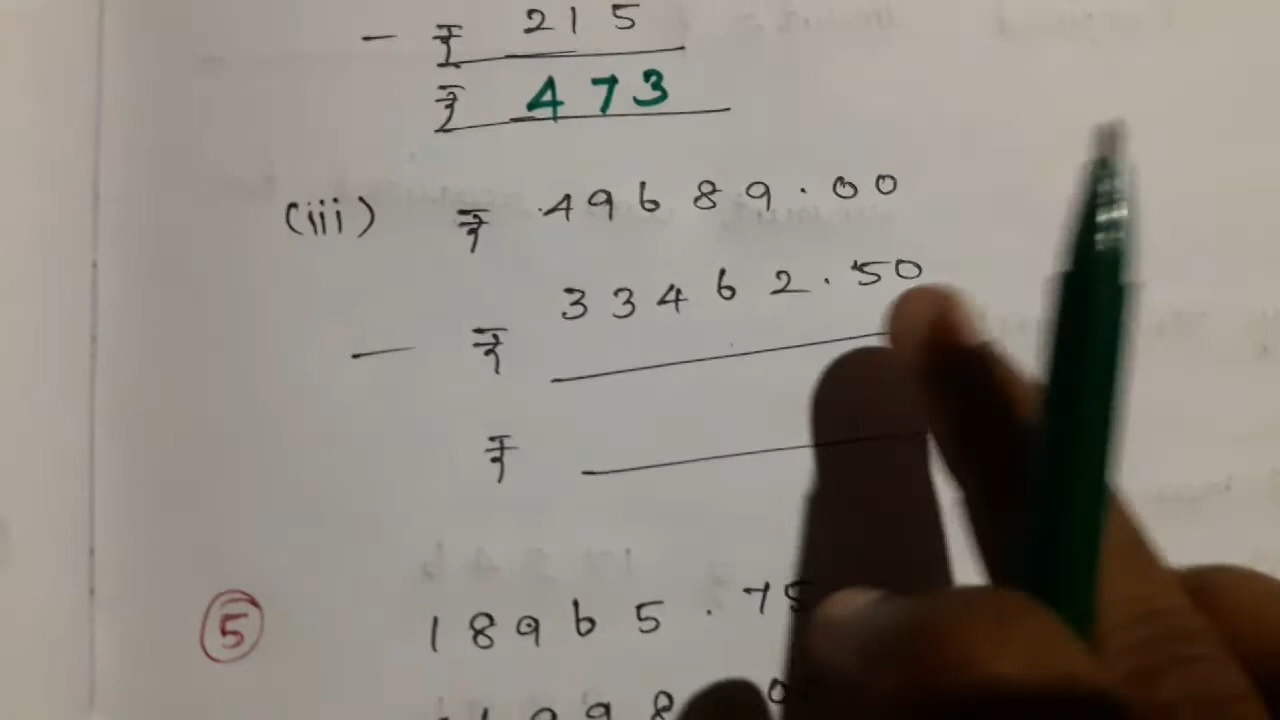 - ₹ 215
₹ 473
(iii) ₹ 49689.00
- ₹ 33462.50
₹
5 18965.75